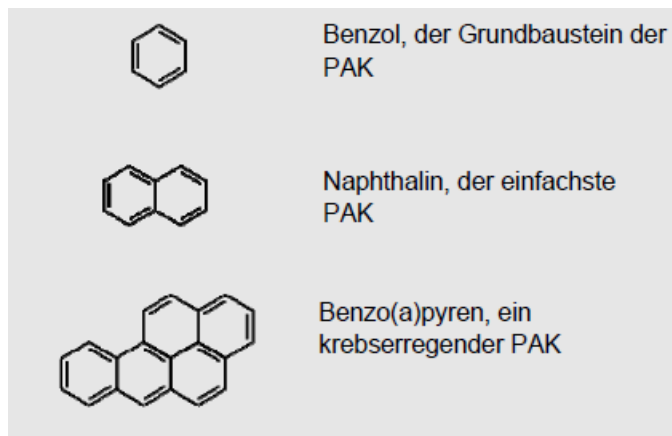 Benzol, der Grundbaustein der
PAK
Naphthalin, der einfachste
PAK
Benzo(a)pyren, ein
krebserregender PAK